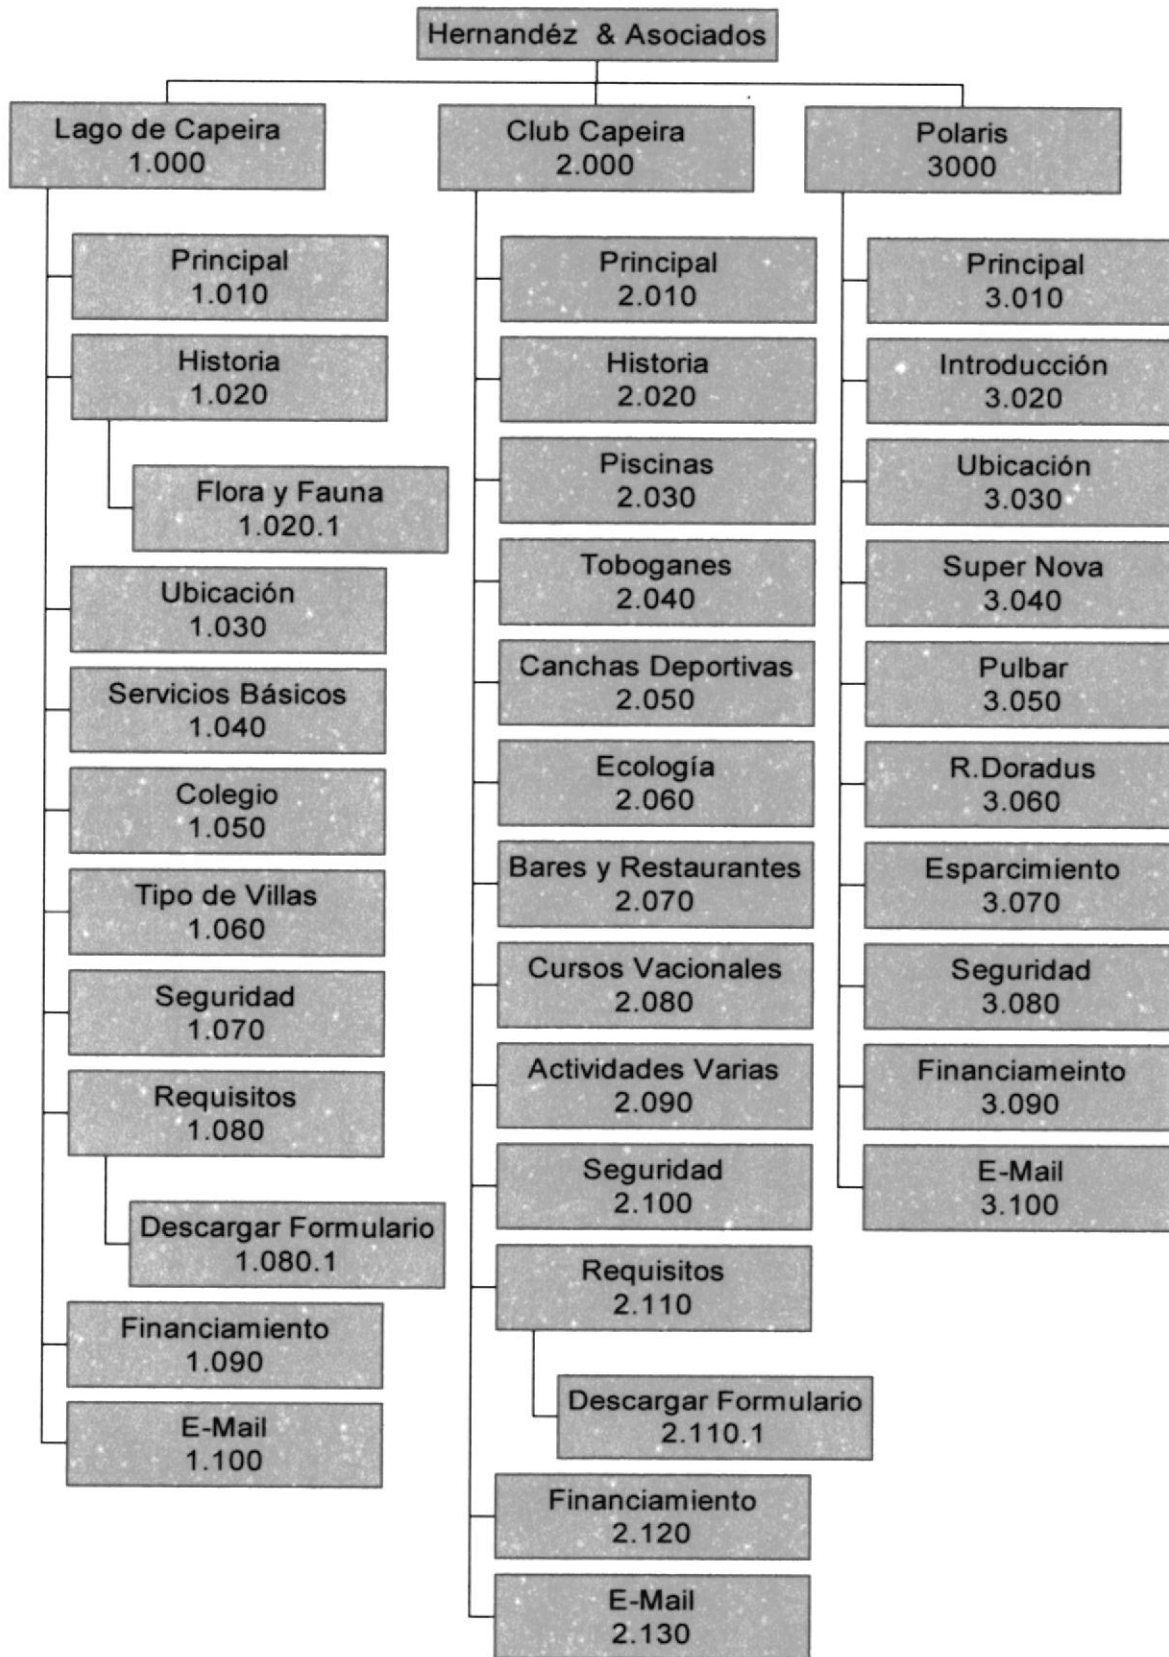 Hernandéz & Asociados
Lago de Capeira
1.000
Principal
1.010
Historia
1.020
Flora y Fauna
1.020.1
Ubicación
1.030
Servicios Básicos
1.040
Colegio
1.050
Tipo de Villas
1.060
Seguridad
1.070
Requisitos
1.080
Descargar Formulario
1.080.1
Financiamiento
1.090
E-Mail
1.100
Club Capeira
2.000
Principal
2.010
Historia
2.020
Piscinas
2.030
Toboganes
2.040
Canchas Deportivas
2.050
Ecología
2.060
Bares y Restaurantes
2.070
Cursos Vacionales
2.080
Actividades Varias
2.090
Seguridad
2.100
Requisitos
2.110
Descargar Formulario
2.110.1
Financiamiento
2.120
E-Mail
2.130
Polaris
3000
Principal
3.010
Introducción
3.020
Ubicación
3.030
Super Nova
3.040
Pulbar
3.050
R.Doradus
3.060
Esparcimiento
3.070
Seguridad
3.080
Financiameinto
3.090
E-Mail
3.100